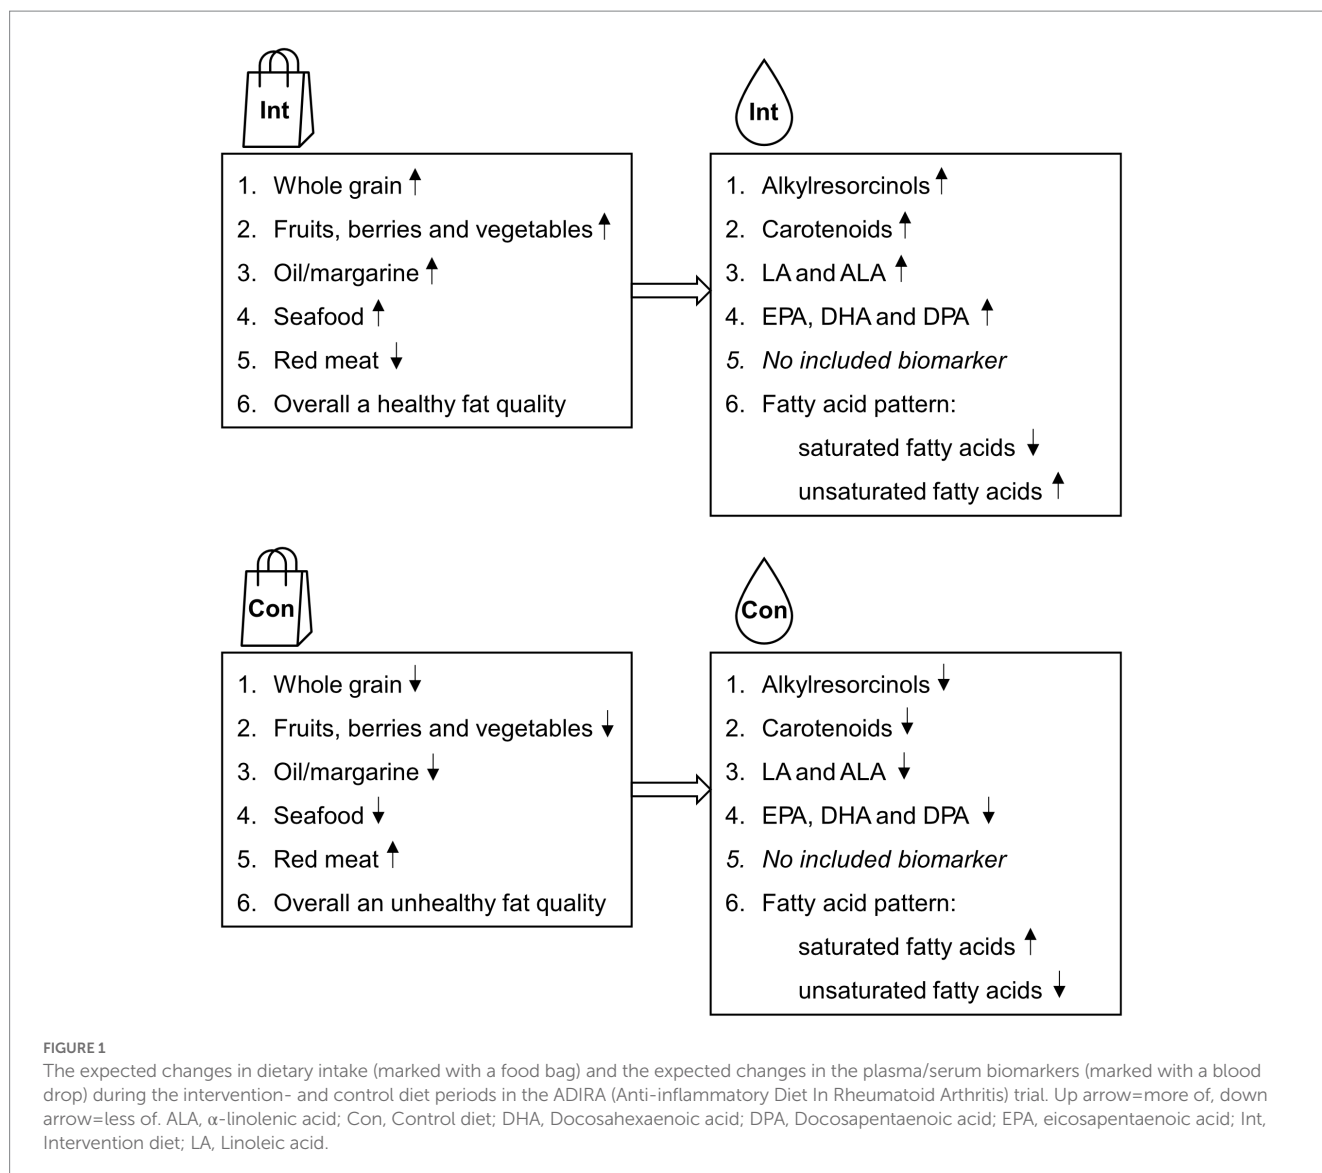 Int
Int
1. Whole grain ↑
2. Fruits, berries and vegetables ↑
3. Oil/margarine ↑
4. Seafood ↑
5. Red meat ↓
6. Overall a healthy fat quality
1. Alkylresorcinols ↑
2. Carotenoids ↑
3. LA and ALA ↑
4. EPA, DHA and DPA ↑
5. No included biomarker
6. Fatty acid pattern:
saturated fatty acids ↓
unsaturated fatty acids ↑
Con
Con
1. Whole grain ↓
2. Fruits, berries and vegetables ↓
3. Oil/margarine ↓
4. Seafood ↓
5. Red meat ↑
6. Overall an unhealthy fat quality
1. Alkylresorcinols ↓
2. Carotenoids ↓
3. LA and ALA ↓
4. EPA, DHA and DPA ↓
5. No included biomarker
6. Fatty acid pattern:
saturated fatty acids ↑
unsaturated fatty acids ↓
FIGURE 1
The expected changes in dietary intake (marked with a food bag) and the expected changes in the plasma/serum biomarkers (marked with a blood
drop) during the intervention- and control diet periods in the ADIRA (Anti-inflammatory Diet In Rheumatoid Arthritis) trial. Up arrow=more of, down
arrow=less of. ALA, α-linolenic acid; Con, Control diet; DHA, Docosahexaenoic acid; DPA, Docosapentaenoic acid; EPA, eicosapentaenoic acid; Int,
Intervention diet; LA, Linoleic acid.